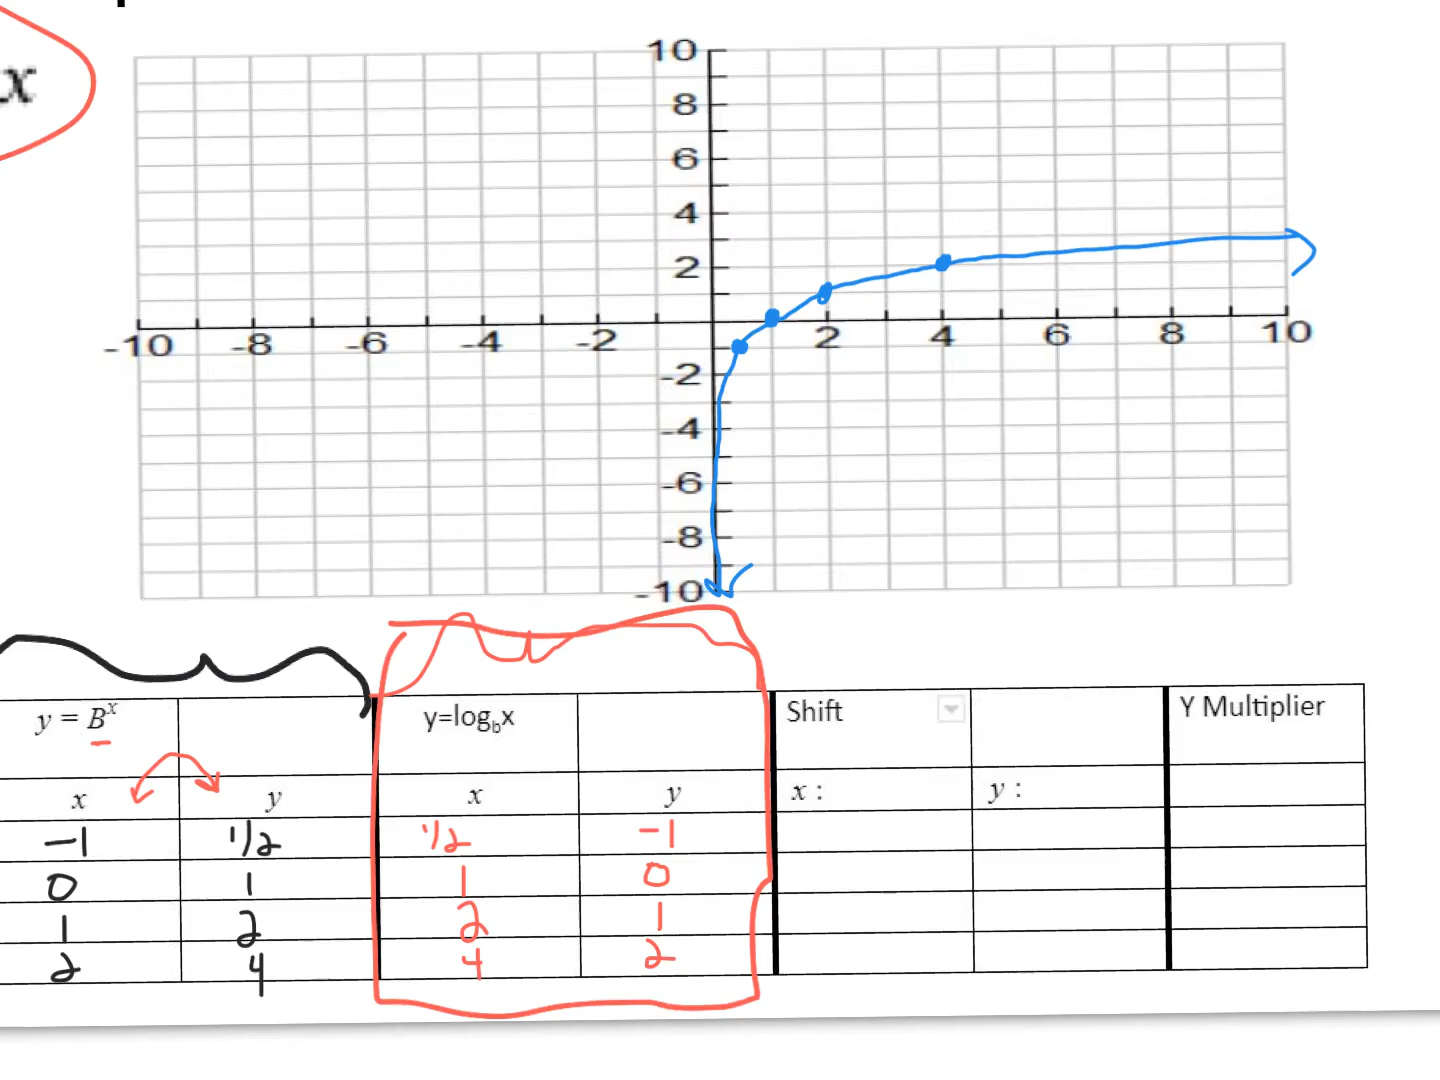 x
10
8
6
4
2
-10 -8 -6 -4 -2 2 4 6 8 10
-2
-4
-6
-8
-10
y = Bˣ y=log_b x Shift Y Multiplier
x y x y x : y :
-1 1/2 1/2 -1
0 1 1 0
1 2 2 1
2 4 4 2